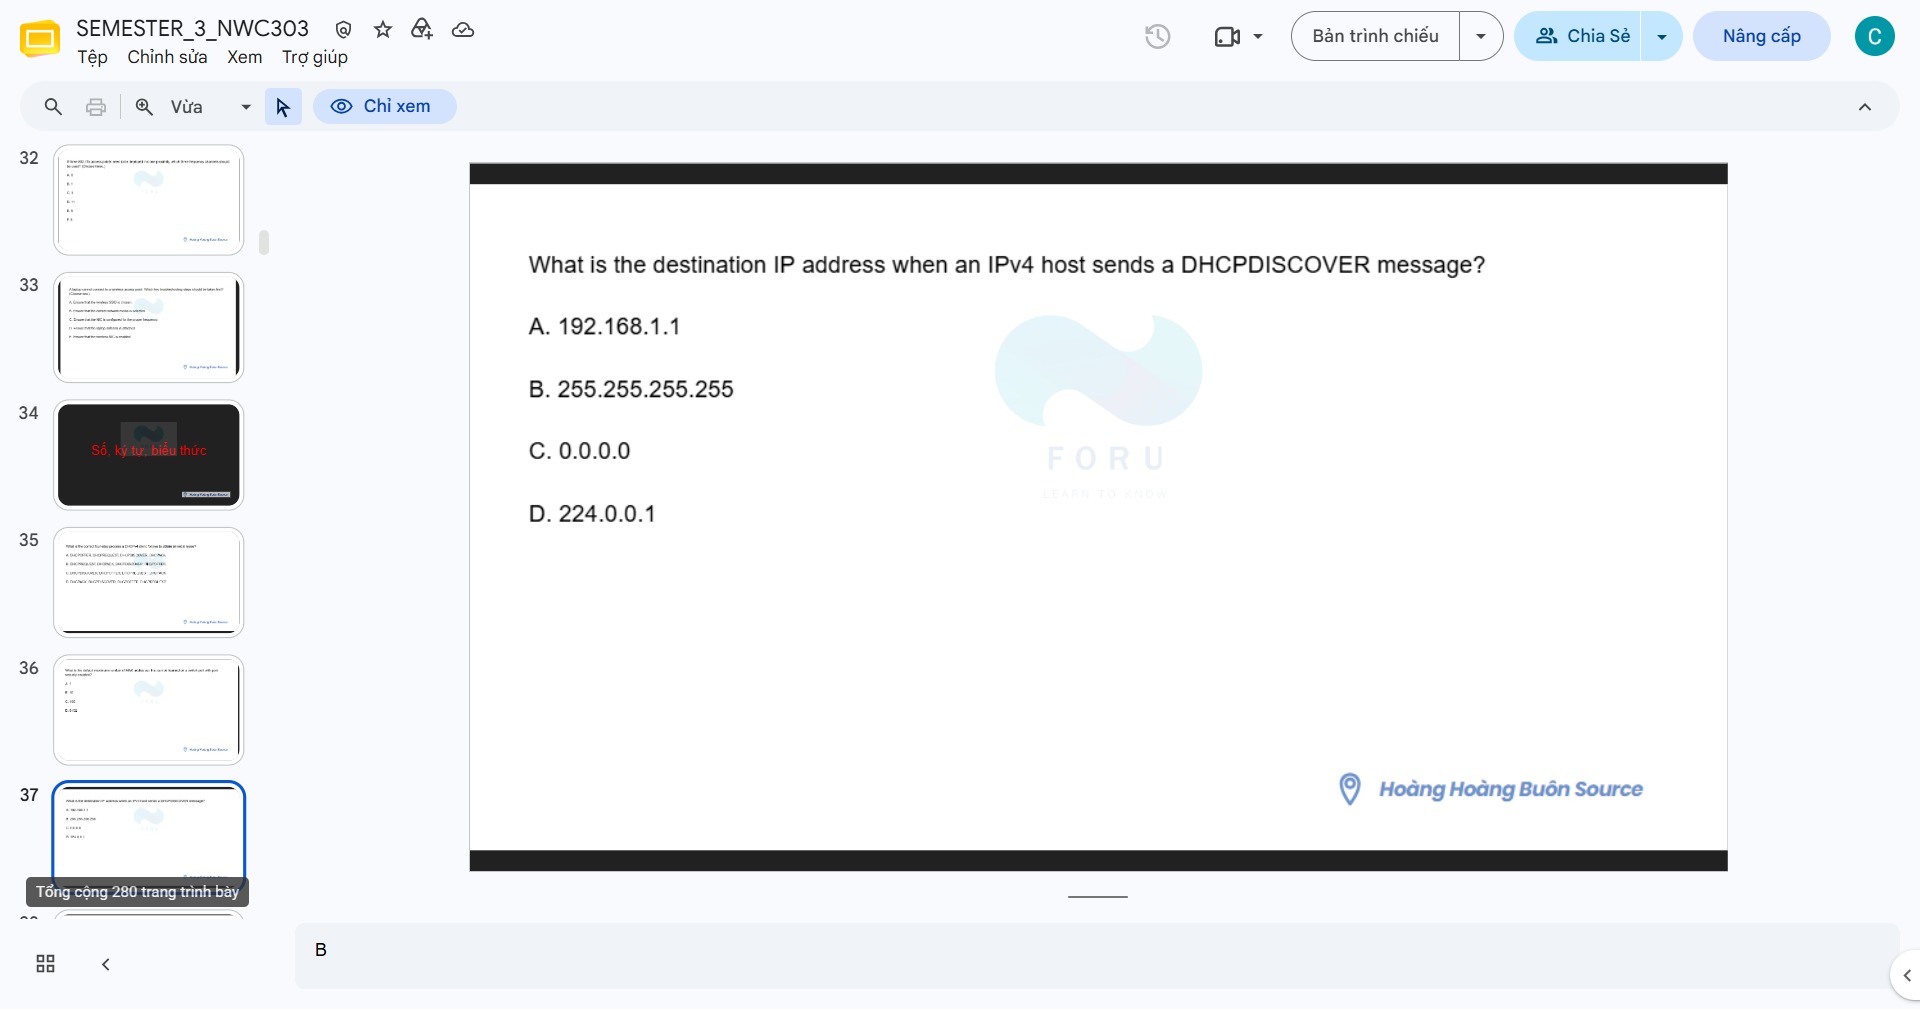 SEMESTER_3_NWC303
Tệp Chỉnh sửa Xem Trợ giúp
Bản trình chiếu
Chia Sẻ
Nâng cấp
C
Vừa
Chỉ xem
32
33
34
Số, ký tự, biểu thức
35
36
37
Tổng cộng 280 trang trình bày
What is the destination IP address when an IPv4 host sends a DHCPDISCOVER message?
A. 192.168.1.1
B. 255.255.255.255
C. 0.0.0.0
D. 224.0.0.1
FORU
LEARN TO KNOW
Hoàng Hoàng Buôn Source
B